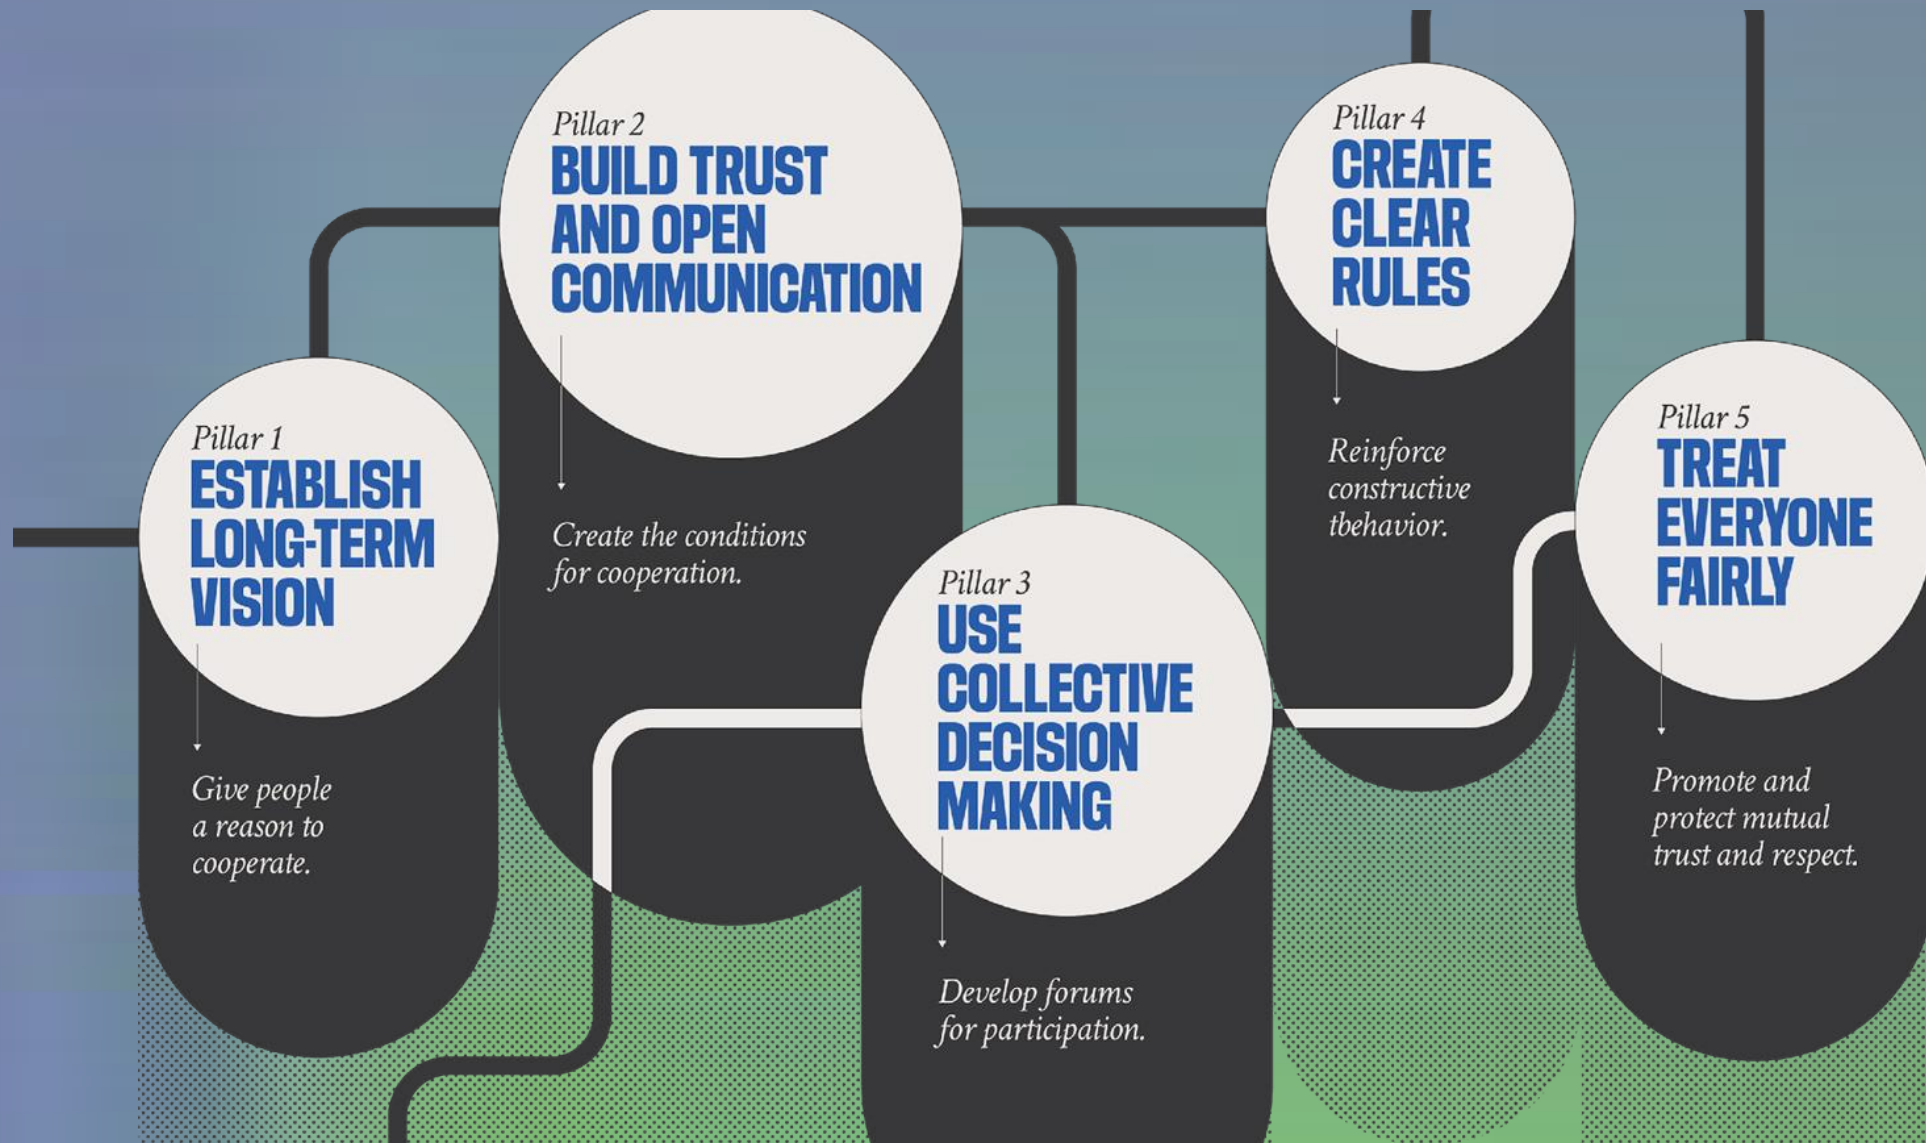 Pillar 1
ESTABLISH
LONG-TERM
VISION
Give people
a reason to
cooperate.
Pillar 2
BUILD TRUST
AND OPEN
COMMUNICATION
Create the conditions
for cooperation.
Pillar 3
USE
COLLECTIVE
DECISION
MAKING
Develop forums
for participation.
Pillar 4
CREATE
CLEAR
RULES
Reinforce
constructive
tbehavior.
Pillar 5
TREAT
EVERYONE
FAIRLY
Promote and
protect mutual
trust and respect.